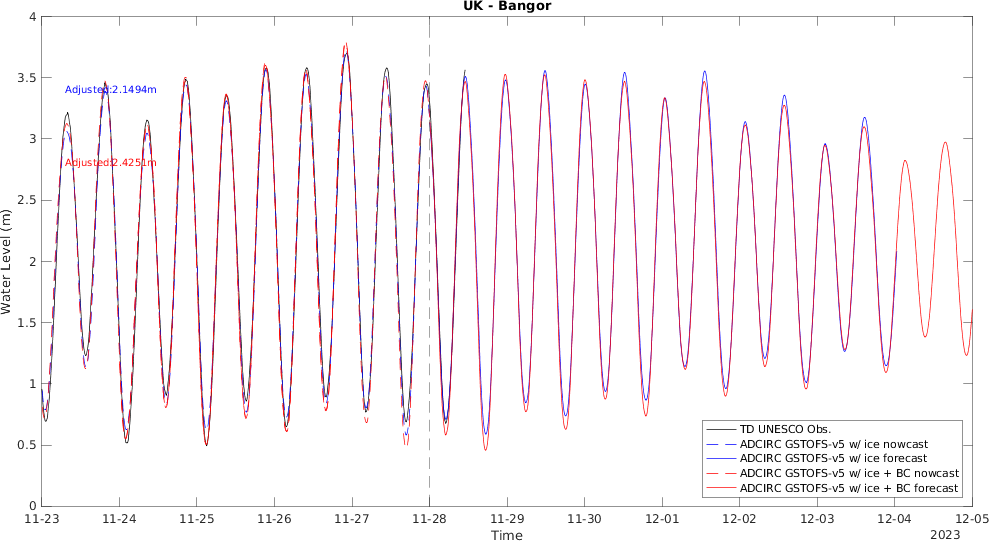 UK - Bangor
4
3.5
3
2.5
2
1.5
1
0.5
0
Water Level (m)
Adjusted:2.1494m
Adjusted:2.4251m
TD UNESCO Obs.
ADCIRC GSTOFS-v5 w/ ice nowcast
ADCIRC GSTOFS-v5 w/ ice forecast
ADCIRC GSTOFS-v5 w/ ice + BC nowcast
ADCIRC GSTOFS-v5 w/ ice + BC forecast
11-23 11-24 11-25 11-26 11-27 11-28 11-29 11-30 12-01 12-02 12-03 12-04 12-05
Time
2023